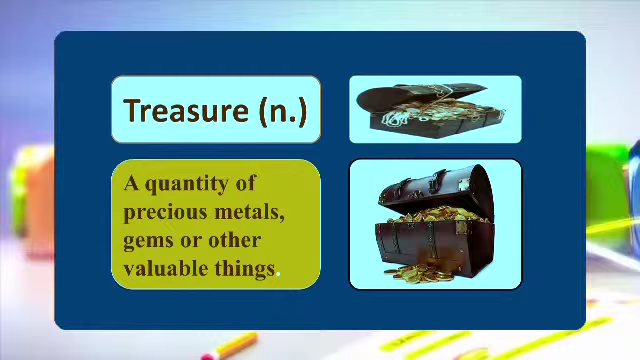 Treasure (n.)
A quantity of
precious metals,
gems or other
valuable things.